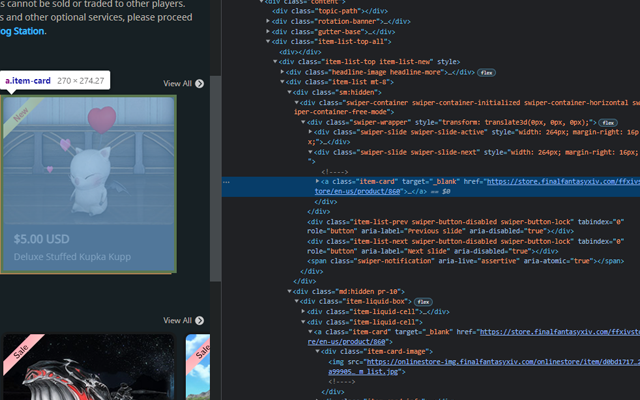 s cannot be sold or traded to other players.
s and other optional services, please proceed
og Station.
a.item-card 270 × 274.27
View All
New
$5.00 USD
Deluxe Stuffed Kupka Kupp
View All
Sale
Sale
<div class="content">
<div class="topic-path">…</div>
<div class="rotation-banner">…</div>
<div class="gutter-base">…</div>
<div class="item-list-top-all">
<div></div>
<div class="item-list-top item-list-new" style>
<div class="headline-image headline-more">…</div> flex
<div class="item-list mt-8">
<div class="sm:hidden">
<div class="swiper-container swiper-container-initialized swiper-container-horizontal sw
iper-container-free-mode">
<div class="swiper-wrapper" style="transform: translate3d(0px, 0px, 0px);"> flex
<div class="swiper-slide swiper-slide-active" style="width: 264px; margin-right: 16p
x;">…</div>
<div class="swiper-slide swiper-slide-next" style="width: 264px; margin-right: 16px;
">
<!---->
… <a class="item-card" target="_blank" href="https://store.finalfantasyxiv.com/ffxivs
tore/en-us/product/860">…</a> == $0
</div>
</div>
<div class="item-list-prev swiper-button-disabled swiper-button-lock" tabindex="0"
role="button" aria-label="Previous slide" aria-disabled="true"></div>
<div class="item-list-next swiper-button-disabled swiper-button-lock" tabindex="0"
role="button" aria-label="Next slide" aria-disabled="true"></div>
<span class="swiper-notification" aria-live="assertive" aria-atomic="true"></span>
</div>
</div>
<div class="md:hidden pr-10">
<div class="item-liquid-box"> flex
<div class="item-liquid-cell">…</div>
<div class="item-liquid-cell">
<a class="item-card" target="_blank" href="https://store.finalfantasyxiv.com/ffxivsto
re/en-us/product/860">
<div class="item-card-image">
<img src="https://onlinestore-img.finalfantasyxiv.com/onlinestore/item/d0bd1717.2
a99905… m list.jpg">
<!---->
</div>